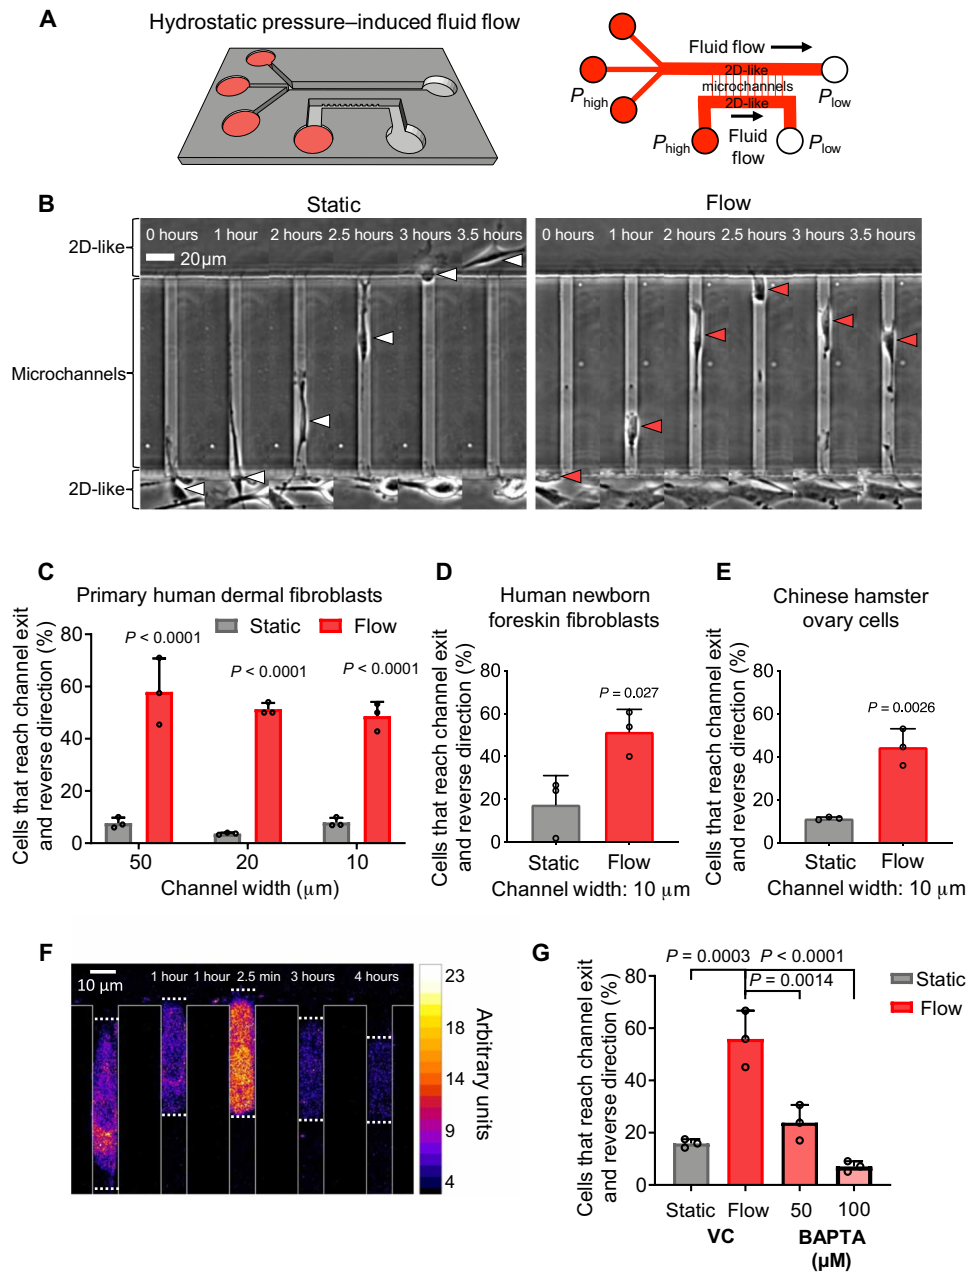 A
Hydrostatic pressure–induced fluid flow
Fluid flow
2D-like
microchannels
2D-like
Phigh
Plow
Phigh
Fluid
flow
Plow
B
Static
Flow
2D-like
0 hours 1 hour 2 hours 2.5 hours 3 hours 3.5 hours
0 hours 1 hour 2 hours 2.5 hours 3 hours 3.5 hours
20 μm
Microchannels
2D-like
C
Primary human dermal fibroblasts
Static
Flow
Cells that reach channel exit
and reverse direction (%)
80
60
40
20
0
P < 0.0001
P < 0.0001
P < 0.0001
50
20
10
Channel width (μm)
D
Human newborn
foreskin fibroblasts
Cells that reach channel exit
and reverse direction (%)
80
60
40
20
0
P = 0.027
Static
Flow
Channel width: 10 μm
E
Chinese hamster
ovary cells
Cells that reach channel exit
and reverse direction (%)
80
60
40
20
0
P = 0.0026
Static
Flow
Channel width: 10 μm
F
10 μm
1 hour
1 hour 2.5 min
3 hours
4 hours
23
18
14
9
4
Arbitrary units
G
Cells that reach channel exit
and reverse direction (%)
80
60
40
20
0
P = 0.0003
P < 0.0001
P = 0.0014
Static
Flow
Static
Flow
50
100
VC
BAPTA
(μM)